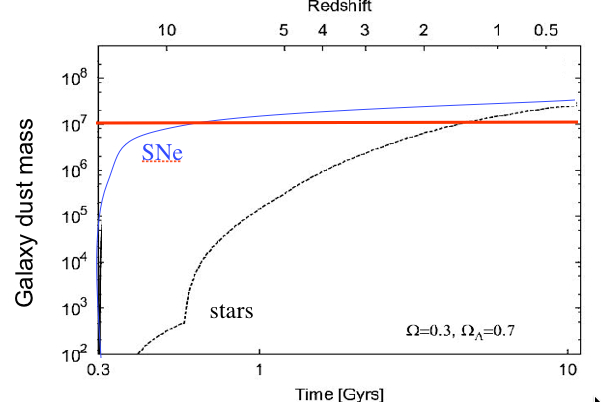 Redshift
10 5 4 3 2 1 0.5
10⁸
10⁷
10⁶
10⁵
10⁴
10³
10²
Galaxy dust mass
SNe
stars
Ω=0.3, Ω_Λ=0.7
0.3 1 10
Time [Gyrs]